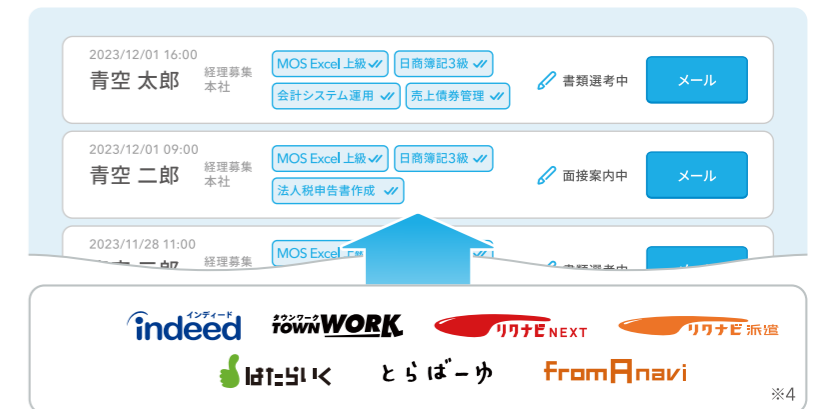 2023/12/01 16:00
青空 太郎
経理募集
本社
MOS Excel 上級
日商簿記3級
会計システム運用
売上債券管理
書類選考中
メール
2023/12/01 09:00
青空 二郎
経理募集
本社
MOS Excel 上級
日商簿記3級
法人税申告書作成
面接案内中
メール
2023/11/28 11:00
経理募集
MOS Excel
インディード
indeed
タウンワーク
TOWNWORK
リクナビNEXT
リクナビ派遣
はたらいく
とらばーゆ
fromAnavi
※4